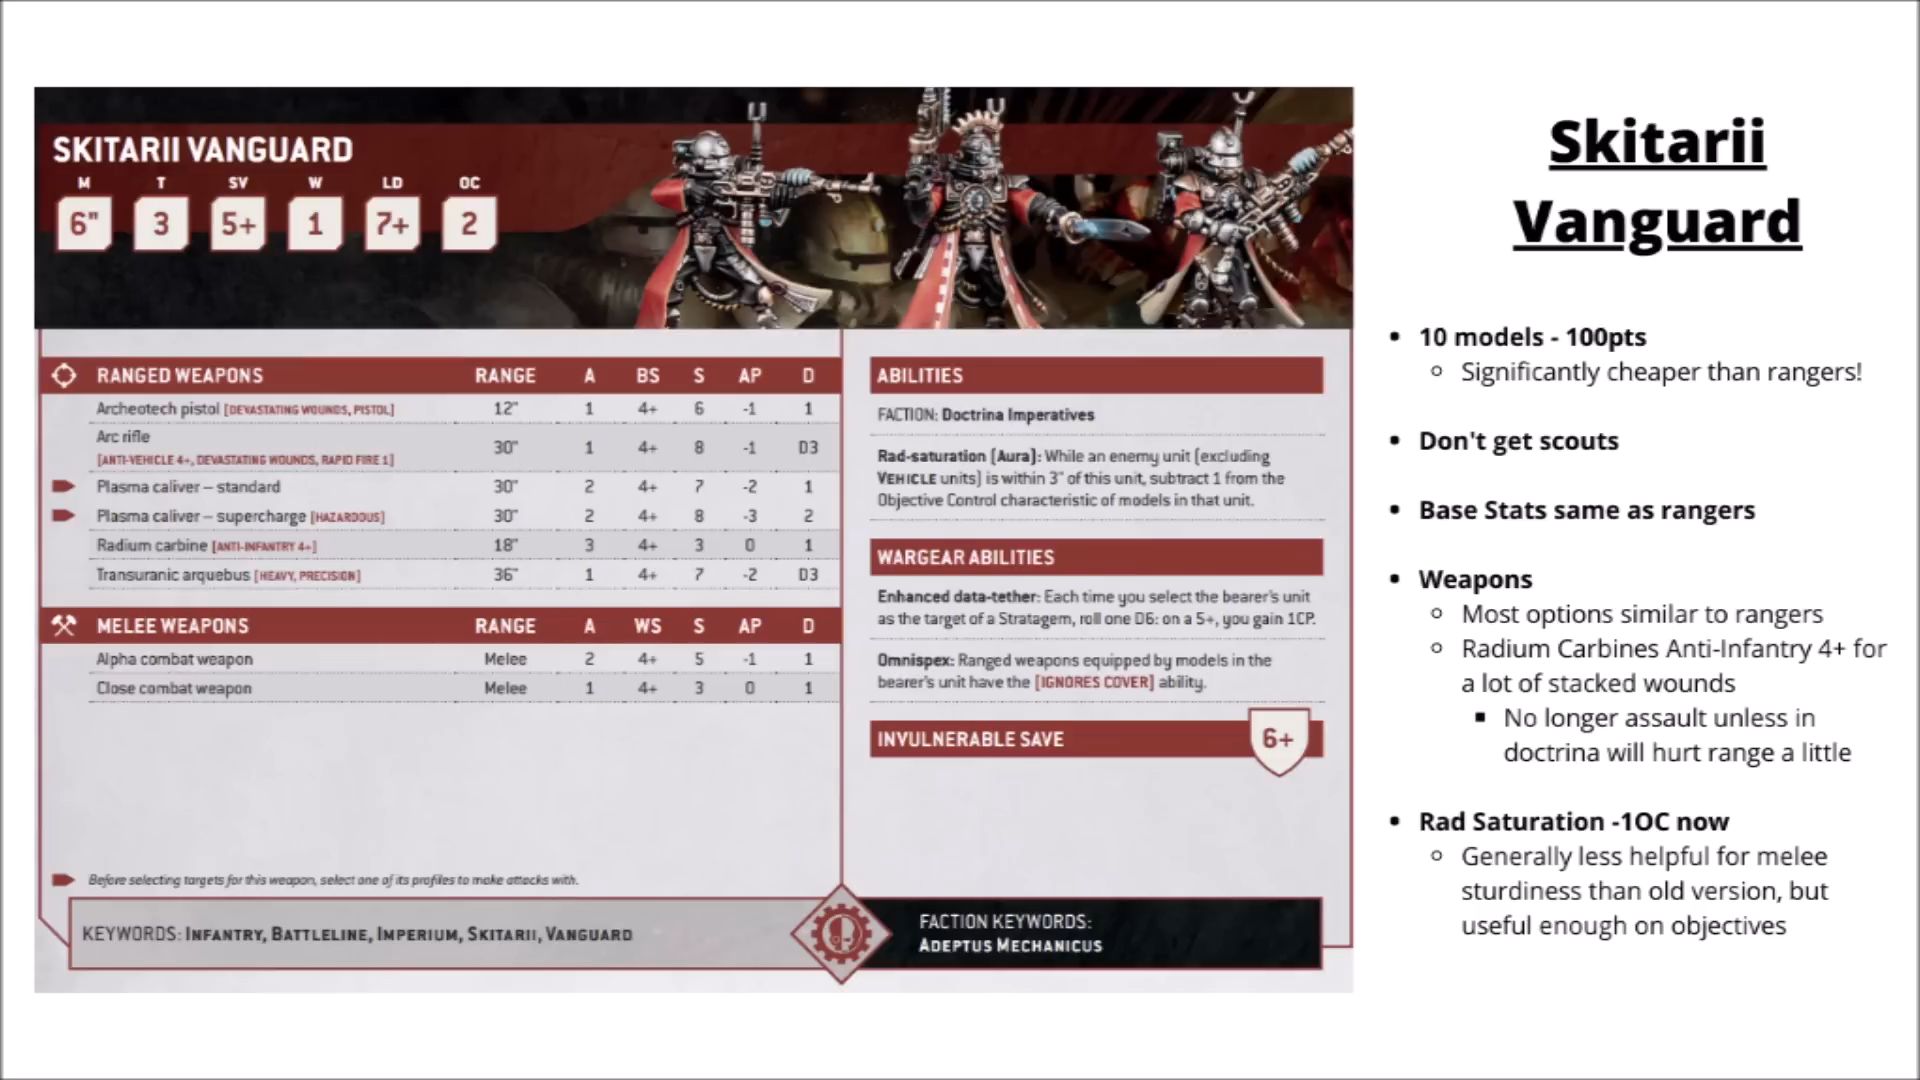 SKITARII VANGUARD
M T SV W LD OC
6" 3 5+ 1 7+ 2
RANGED WEAPONS RANGE A BS S AP D
Archeotech pistol [DEVASTATING WOUNDS, PISTOL] 12" 1 4+ 6 -1 1
Arc rifle
[ANTI-VEHICLE 4+, DEVASTATING WOUNDS, RAPID FIRE 1] 30" 1 4+ 8 -1 D3
Plasma caliver – standard 30" 2 4+ 7 -2 1
Plasma caliver – supercharge [HAZARDOUS] 30" 2 4+ 8 -3 2
Radium carbine [ANTI-INFANTRY 4+] 18" 3 4+ 3 0 1
Transuranic arquebus [HEAVY, PRECISION] 36" 1 4+ 7 -2 D3
MELEE WEAPONS RANGE A WS S AP D
Alpha combat weapon Melee 2 4+ 5 -1 1
Close combat weapon Melee 1 4+ 3 0 1
Before selecting targets for this weapon, select one of its profiles to make attacks with.
KEYWORDS: INFANTRY, BATTLELINE, IMPERIUM, SKITARII, VANGUARD
ABILITIES
FACTION: Doctrina Imperatives
Rad-saturation (Aura): While an enemy unit (excluding
VEHICLE units) is within 3" of this unit, subtract 1 from the
Objective Control characteristic of models in that unit.
WARGEAR ABILITIES
Enhanced data-tether: Each time you select the bearer's unit
as the target of a Stratagem, roll one D6: on a 5+, you gain 1CP.
Omnispex: Ranged weapons equipped by models in the
bearer's unit have the [IGNORES COVER] ability.
INVULNERABLE SAVE 6+
FACTION KEYWORDS:
ADEPTUS MECHANICUS
Skitarii
Vanguard
• 10 models - 100pts
◦ Significantly cheaper than rangers!
• Don't get scouts
• Base Stats same as rangers
• Weapons
◦ Most options similar to rangers
◦ Radium Carbines Anti-Infantry 4+ for
a lot of stacked wounds
▪ No longer assault unless in
doctrina will hurt range a little
• Rad Saturation -1OC now
◦ Generally less helpful for melee
sturdiness than old version, but
useful enough on objectives